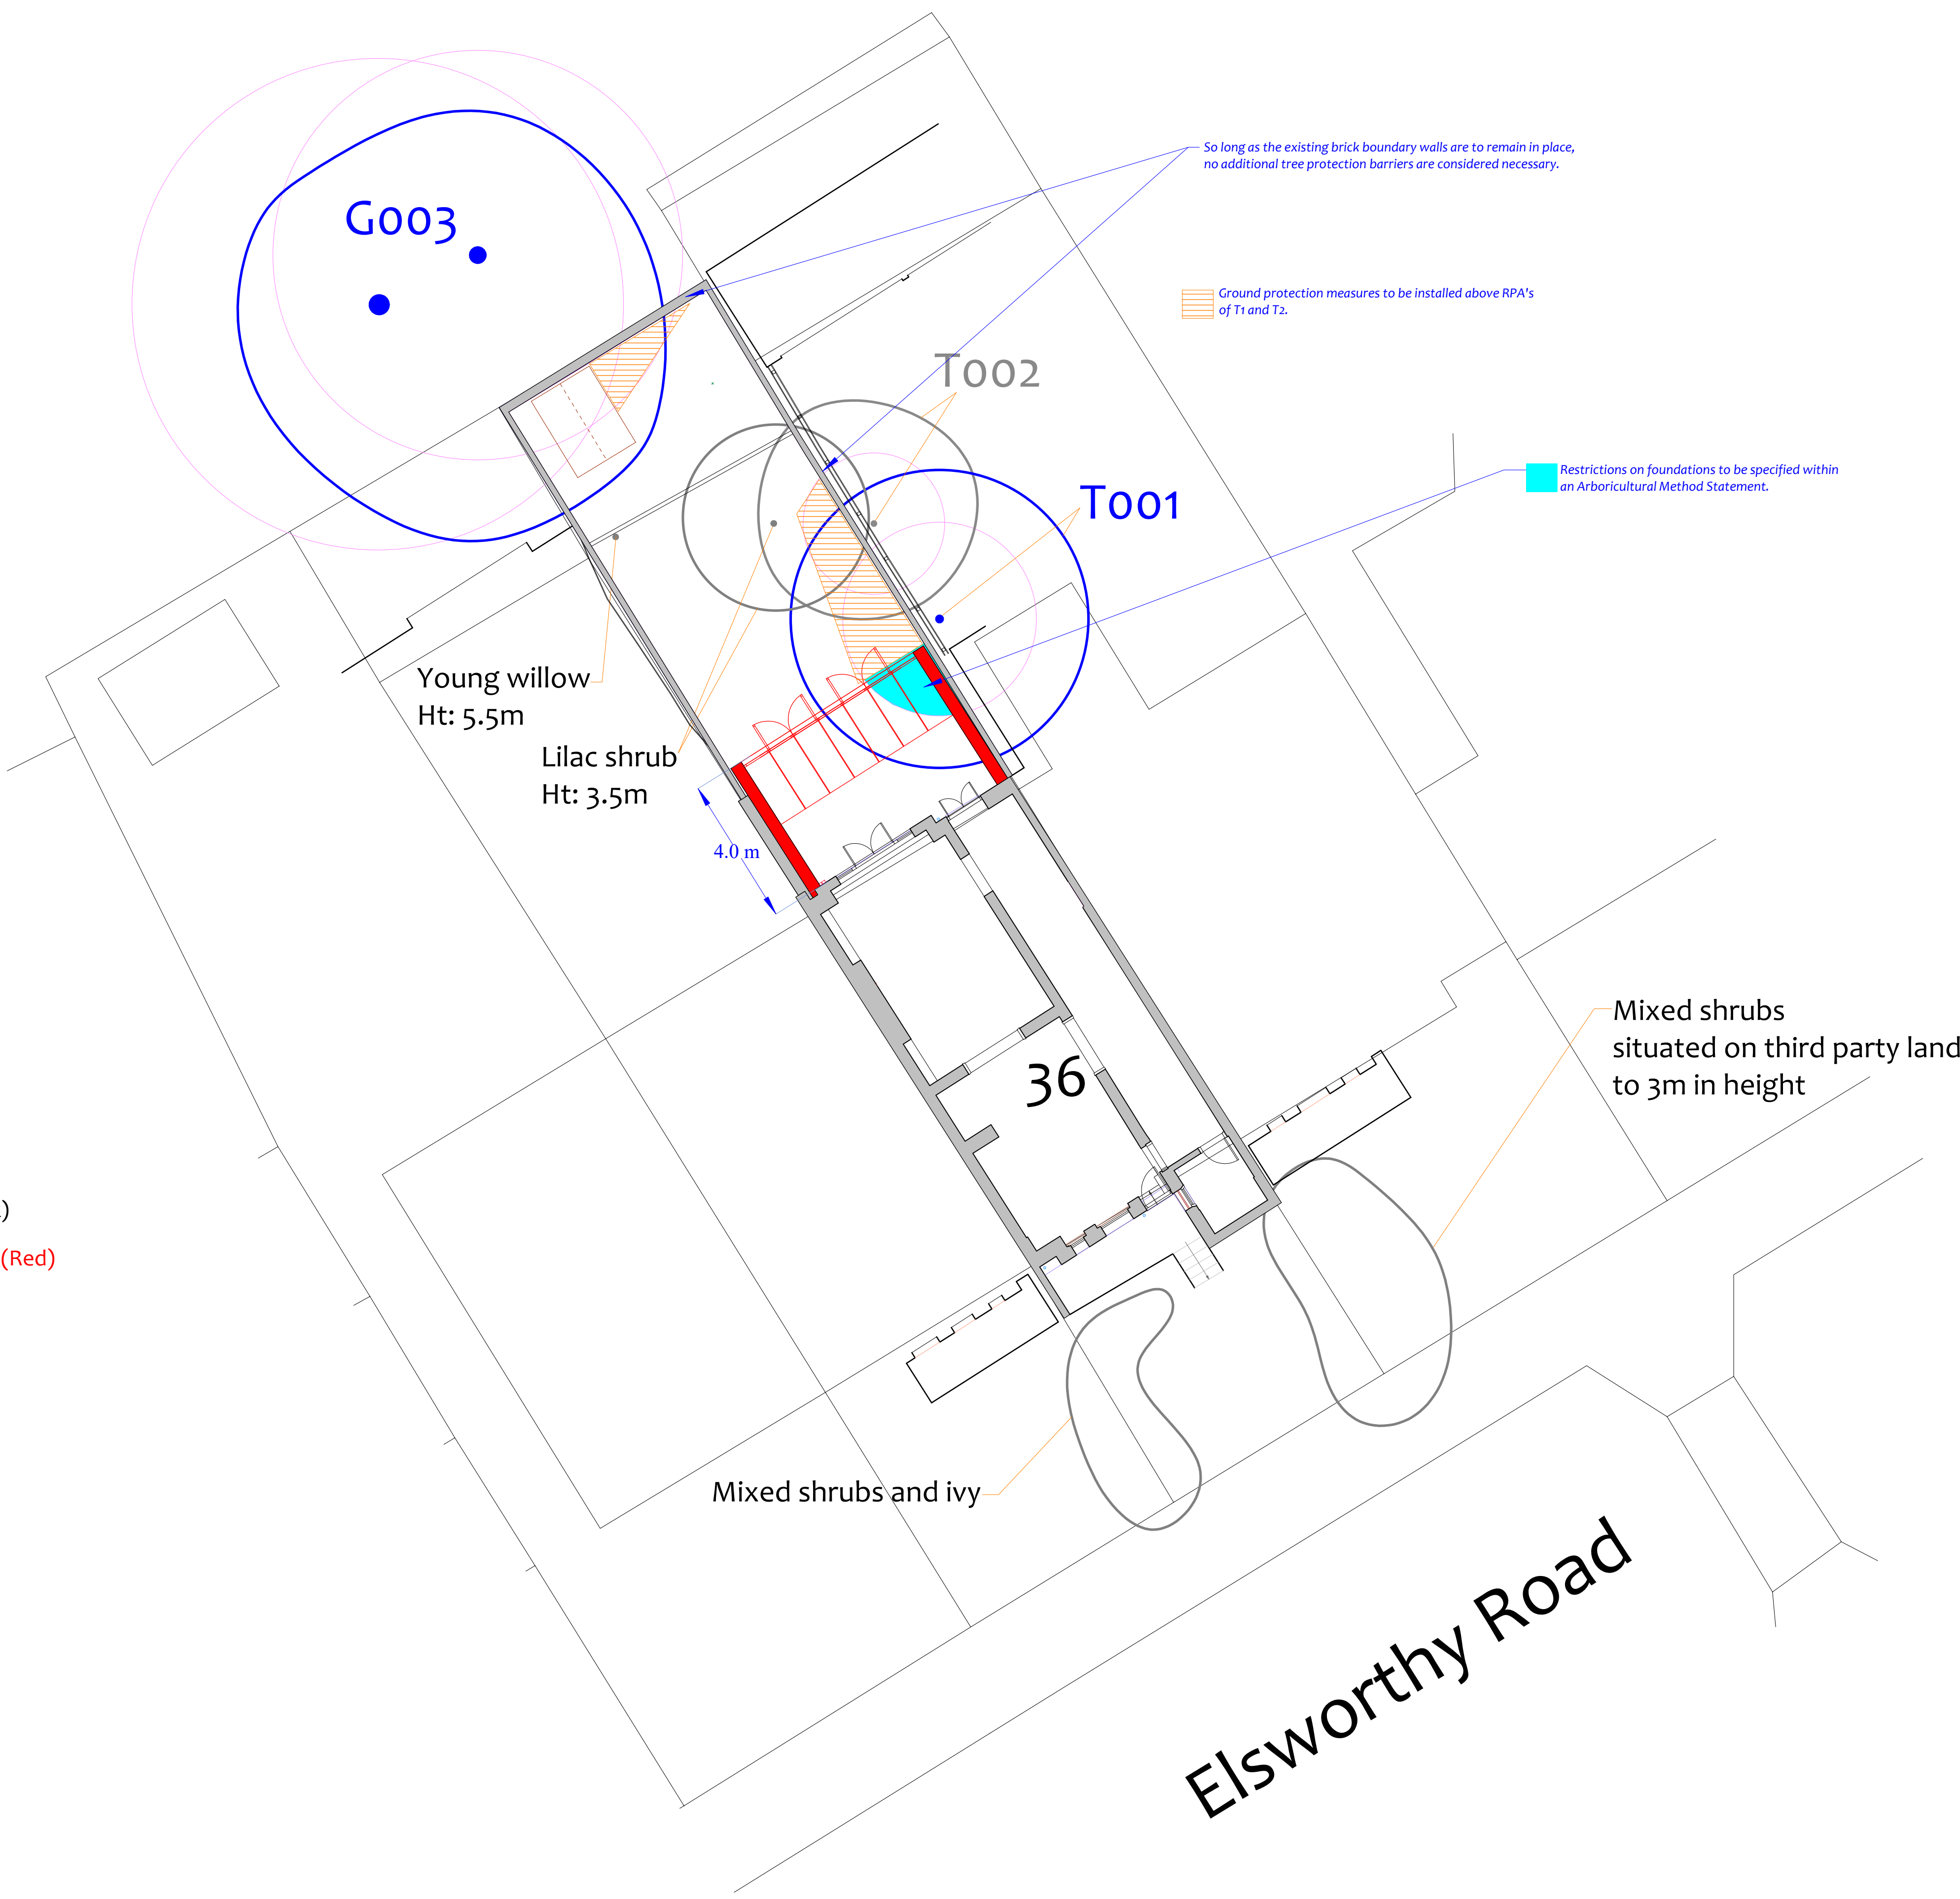 So long as the existing brick boundary walls are to remain in place,
no additional tree protection barriers are considered necessary.
G003
Ground protection measures to be installed above RPA's
of T1 and T2.
T002
Restrictions on foundations to be specified within
an Arboricultural Method Statement.
T001
Young willow
Ht: 5.5m
Lilac shrub
Ht: 3.5m
4.0 m
Mixed shrubs
situated on third party land
to 3m in height
36
)
(Red)
Mixed shrubs and ivy
Elsworthy Road